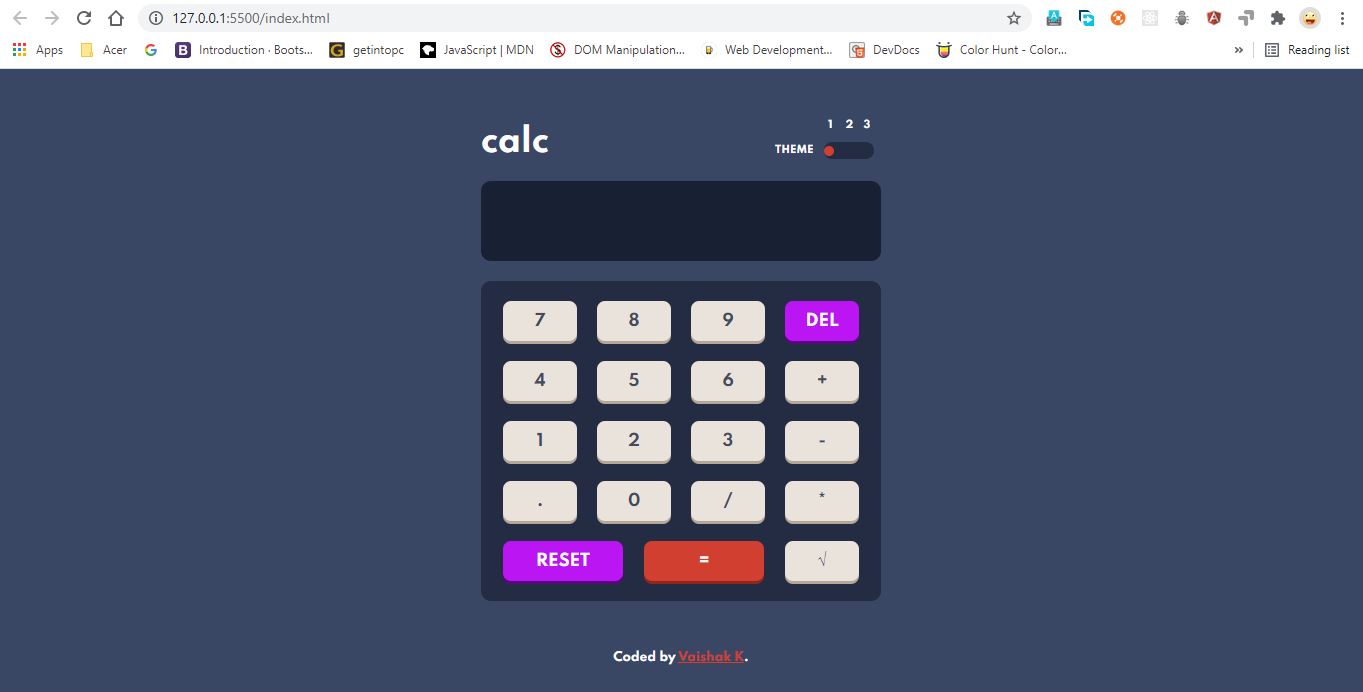 127.0.0.1:5500/index.html
Apps Acer Introduction · Boots... getintopc JavaScript | MDN DOM Manipulation... Web Development... DevDocs Color Hunt - Color... » Reading list
1 2 3
calc
THEME
7 8 9 DEL
4 5 6 +
1 2 3 -
. 0 / *
RESET = √
Coded by Vaishak K.